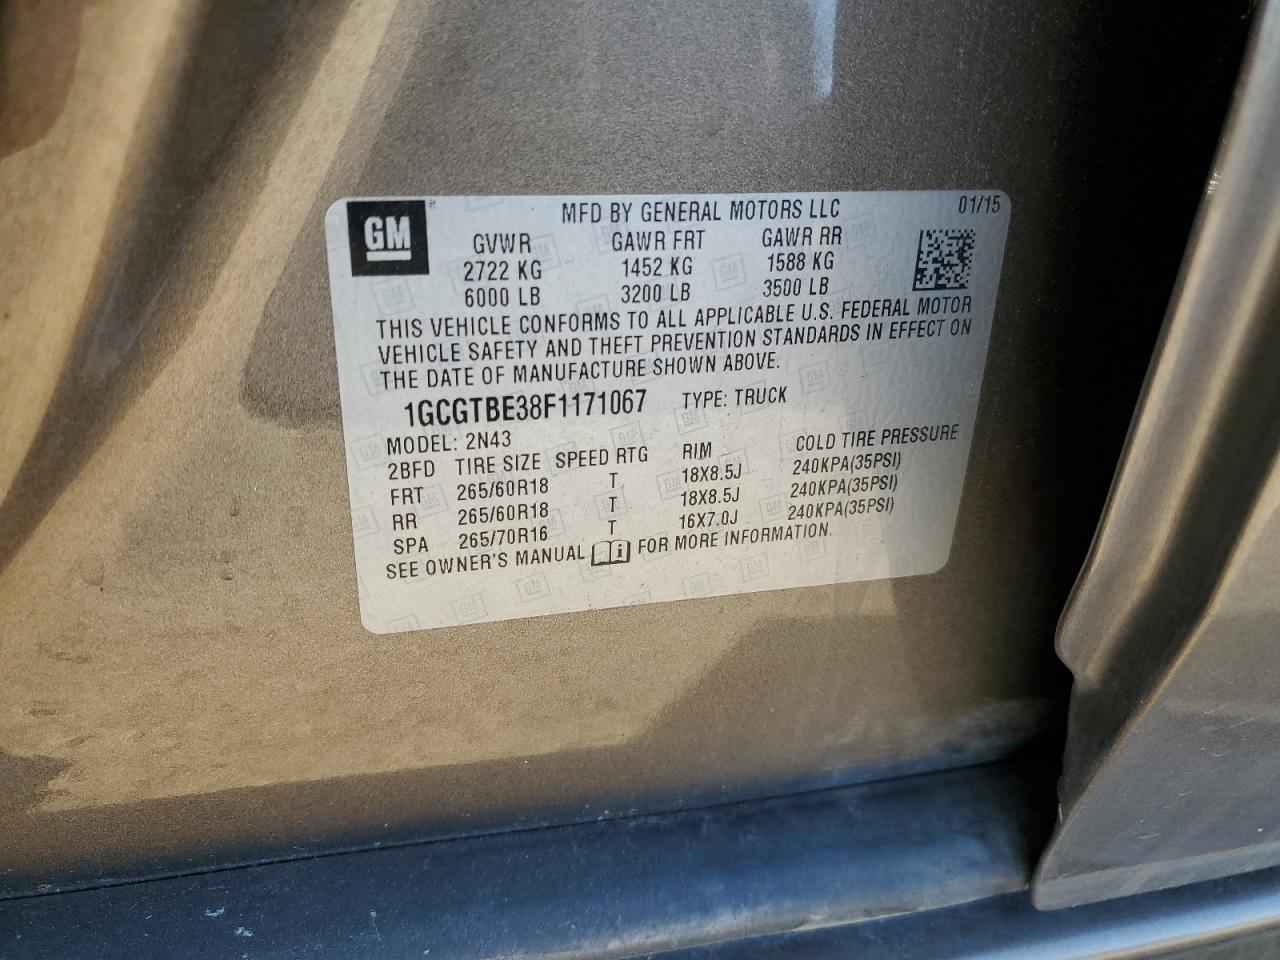 GM
MFD BY GENERAL MOTORS LLC 01/15
GVWR GAWR FRT GAWR RR
2722 KG 1452 KG 1588 KG
6000 LB 3200 LB 3500 LB
THIS VEHICLE CONFORMS TO ALL APPLICABLE U.S. FEDERAL MOTOR
VEHICLE SAFETY AND THEFT PREVENTION STANDARDS IN EFFECT ON
THE DATE OF MANUFACTURE SHOWN ABOVE.
1GCGTBE38F1171067 TYPE: TRUCK
MODEL: 2N43
2BFD TIRE SIZE SPEED RTG RIM COLD TIRE PRESSURE
FRT 265/60R18 T 18X8.5J 240KPA(35PSI)
RR 265/60R18 T 18X8.5J 240KPA(35PSI)
SPA 265/70R16 T 16X7.0J 240KPA(35PSI)
SEE OWNER'S MANUAL i FOR MORE INFORMATION.